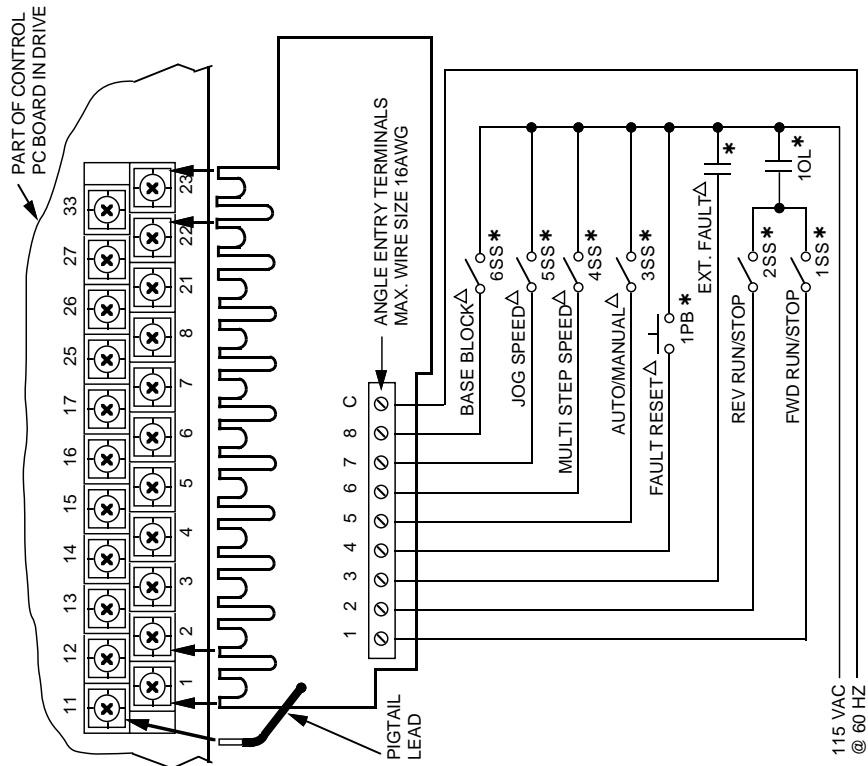 PART OF CONTROL
PC BOARD IN DRIVE
11
12
13
14
15
16
17
25
26
27
33
1
2
3
4
5
6
7
8
21
22
23
PIGTAIL
LEAD
ANGLE ENTRY TERMINALS
MAX. WIRE SIZE 16AWG
1
2
3
4
5
6
7
8
C
BASE BLOCK△
6SS*
JOG SPEED△
5SS*
MULTI STEP SPEED△
4SS*
AUTO/MANUAL△
3SS*
FAULT RESET△
1PB*
EXT. FAULT△
*
1OL
*
REV RUN/STOP
2SS*
FWD RUN/STOP
1SS*
115 VAC
@ 60 HZ